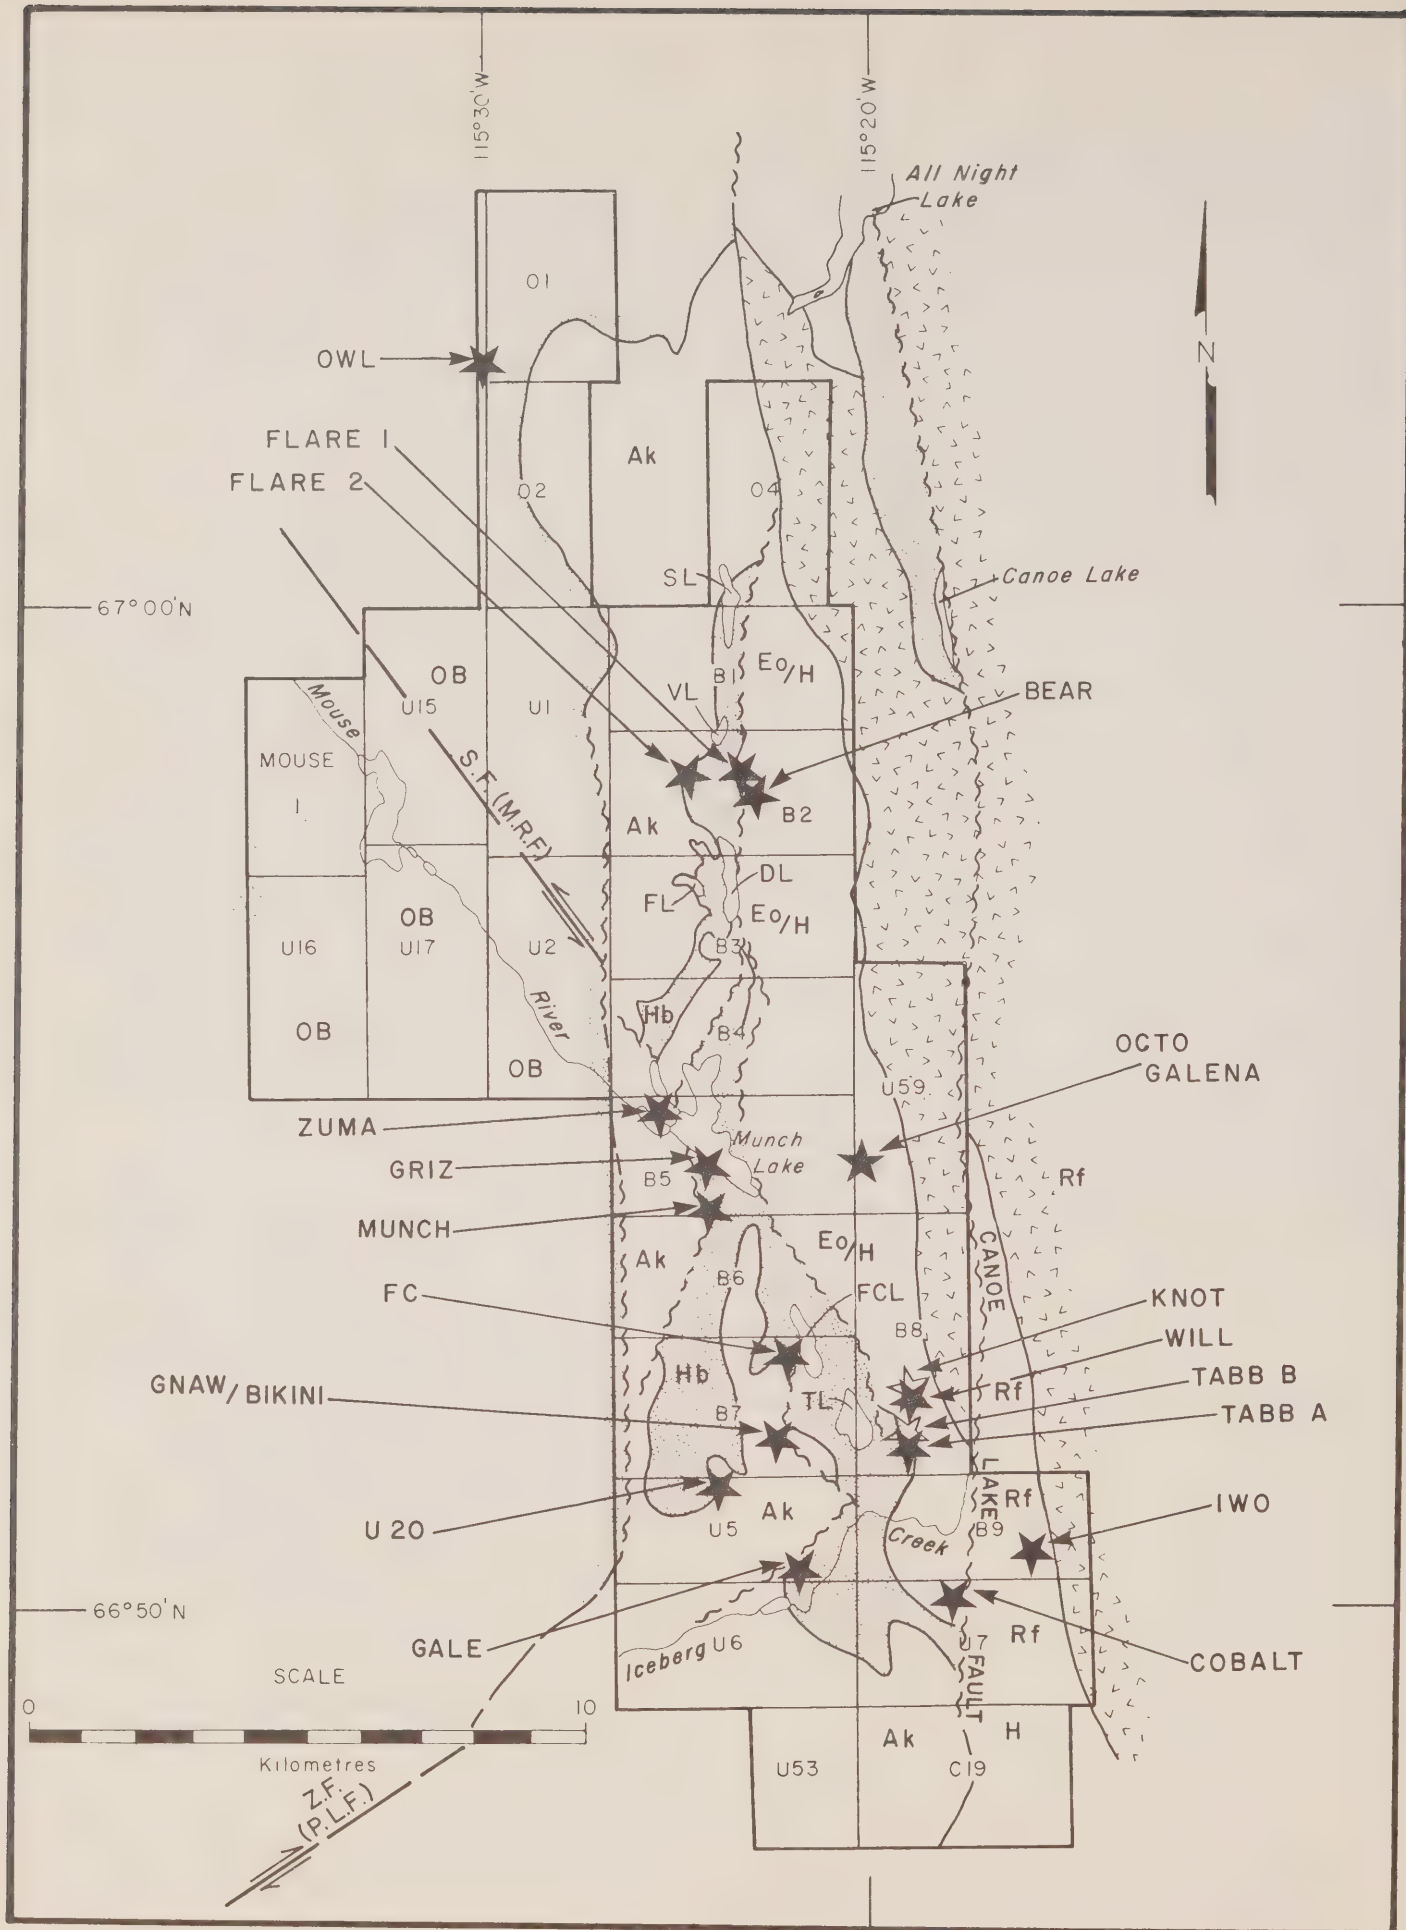 115°30'W
115°20'W
All Night
Lake
O1
N
OWL
FLARE 1
Ak
FLARE 2
O2
O4
SL
Canoe Lake
67°00'N
Eo/H
OB
B1
BEAR
Mouse
U15
U1
VL
MOUSE
1
S.F. (M.R.F.)
Ak
B2
DL
FL
Eo/H
OB
U16
U17
U2
B3
River
Hb
OB
B4
OCTO
GALENA
OB
U59
ZUMA
Munch
Lake
GRIZ
B5
Rf
MUNCH
Ak
Eo/H
CANOE
B6
FC
FCL
KNOT
B8
WILL
Hb
GNAW/BIKINI
Rf
TABB B
TL
B7
TABB A
LAKE
Rf
IWO
Ak
U 20
U5
B9
Creek
66°50'N
GALE
Iceberg
U6
U7
Rf
COBALT
FAULT
SCALE
0
10
Kilometres
H
Ak
U53
C19
Z.F.
(P.L.F.)